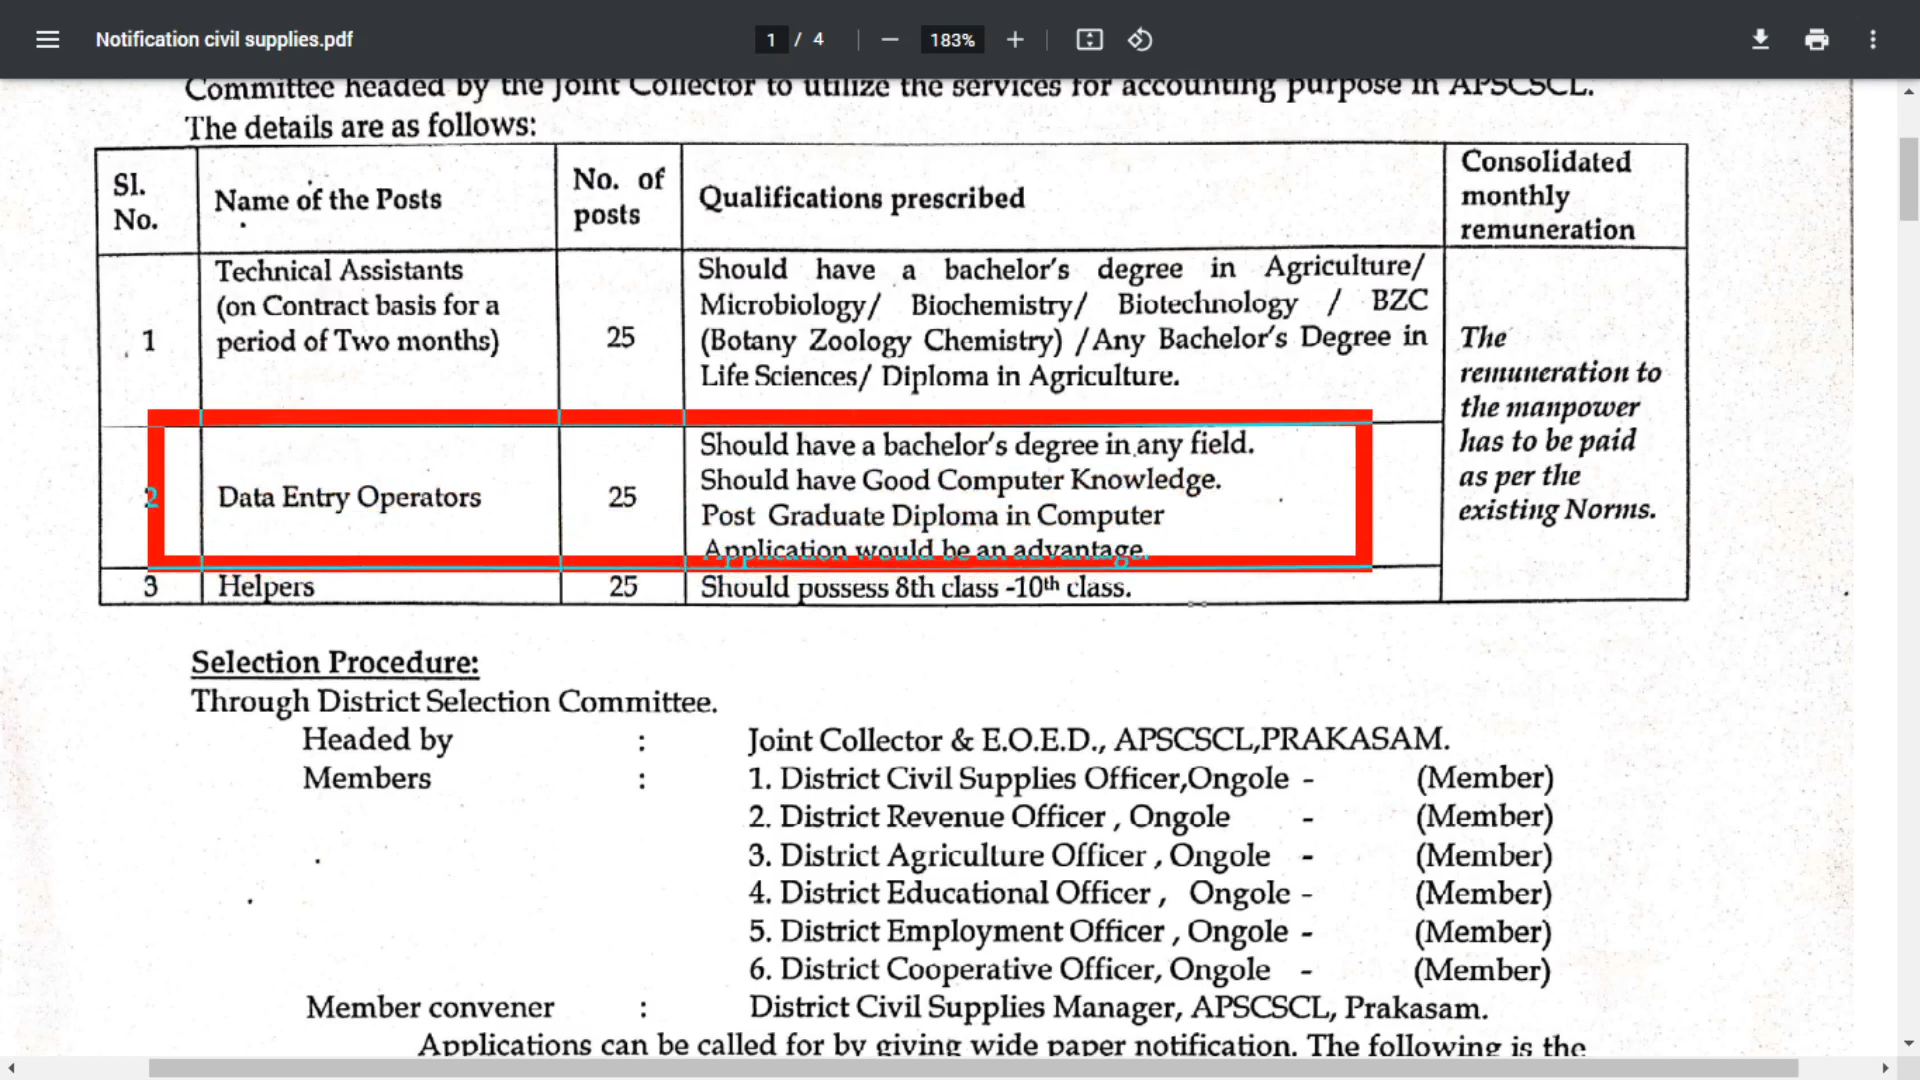 Notification civil supplies.pdf
1 / 4
183%
Committee headed by the Joint Collector to utilize the services for accounting purpose in APSCSCL.
The details are as follows:
Sl. No.
Name of the Posts
No. of posts
Qualifications prescribed
Consolidated monthly remuneration
1
Technical Assistants
(on Contract basis for a
period of Two months)
25
Should have a bachelor's degree in Agriculture/
Microbiology/ Biochemistry/ Biotechnology / BZC
(Botany Zoology Chemistry) /Any Bachelor's Degree in
Life Sciences/ Diploma in Agriculture.
The
remuneration to
the manpower
has to be paid
as per the
existing Norms.
2
Data Entry Operators
25
Should have a bachelor's degree in any field.
Should have Good Computer Knowledge.
Post Graduate Diploma in Computer
Application would be an advantage.
3
Helpers
25
Should possess 8th class -10th class.
Selection Procedure:
Through District Selection Committee.
Headed by : Joint Collector & E.O.E.D., APSCSCL,PRAKASAM.
Members : 1. District Civil Supplies Officer,Ongole - (Member)
2. District Revenue Officer , Ongole - (Member)
3. District Agriculture Officer , Ongole - (Member)
4. District Educational Officer , Ongole - (Member)
5. District Employment Officer , Ongole - (Member)
6. District Cooperative Officer, Ongole - (Member)
Member convener : District Civil Supplies Manager, APSCSCL, Prakasam.
Applications can be called for by giving wide paper notification. The following is the